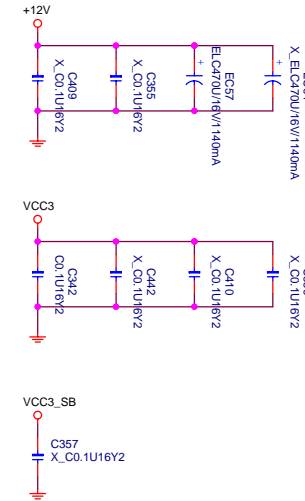 +12V
C409
X_C0.1U16Y2
C355
X_C0.1U16Y2
+
EC57
ELC470U/16V/1140mA
+
X_ELC470U/16V/1140mA
VCC3
C342
C0.1U16Y2
C442
X_C0.1U16Y2
C410
X_C0.1U16Y2
X_C0.1U16Y2
VCC3_SB
C357
X_C0.1U16Y2